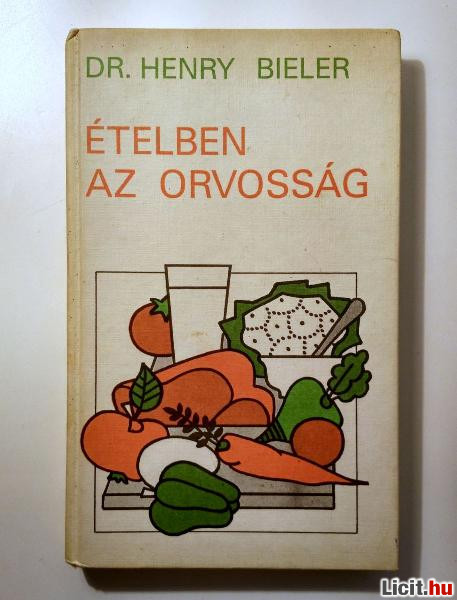 DR. HENRY BIELER
ÉTELBEN
AZ ORVOSSÁG
Licit.hu